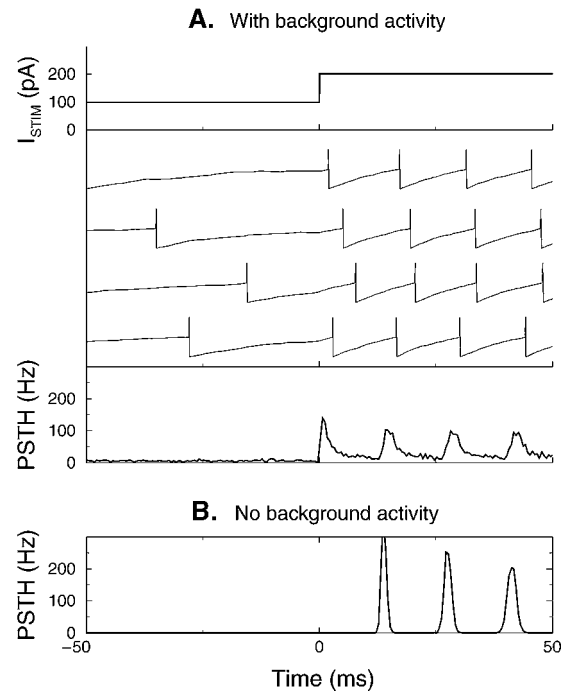 A. With background activity
I_STIM (pA)
200
100
0
PSTH (Hz)
200
100
0
B. No background activity
PSTH (Hz)
200
100
0
−50
0
50
Time (ms)